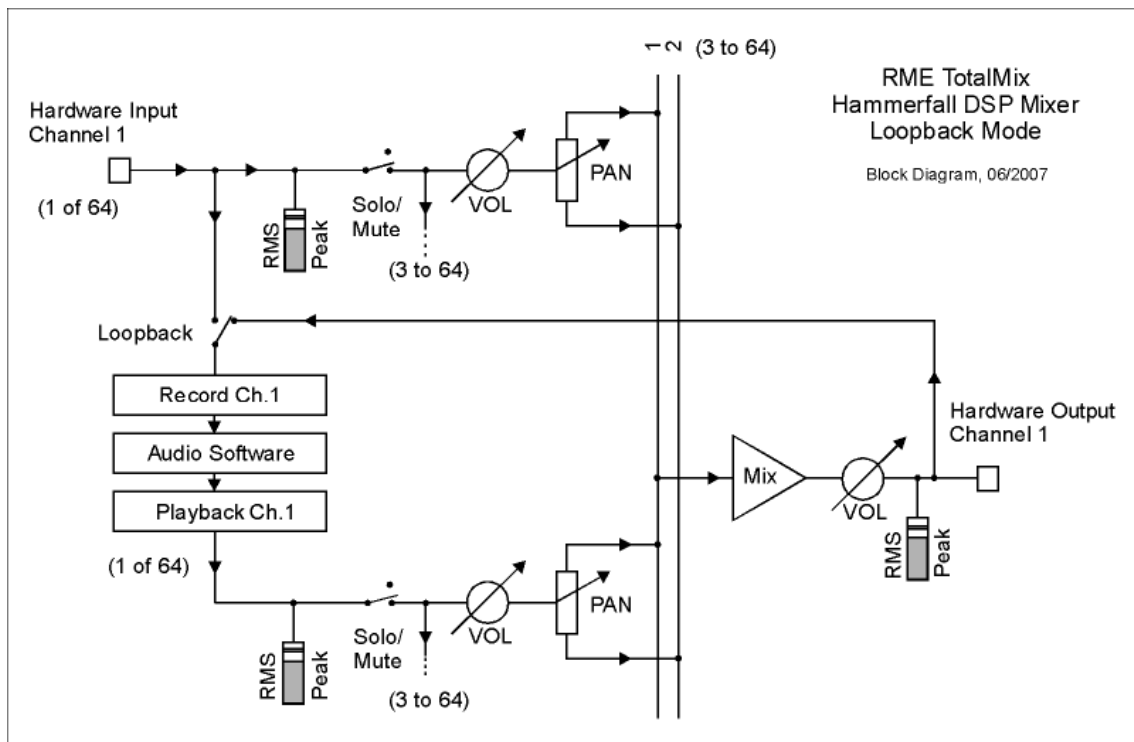 1
2
(3 to 64)
RME TotalMix
Hammerfall DSP Mixer
Loopback Mode
Block Diagram, 06/2007
Hardware Input
Channel 1
(1 of 64)
RMS
Peak
Solo/
Mute
(3 to 64)
VOL
PAN
Loopback
Record Ch.1
Audio Software
Playback Ch.1
(1 of 64)
Mix
VOL
RMS
Peak
Hardware Output
Channel 1
RMS
Peak
Solo/
Mute
(3 to 64)
VOL
PAN